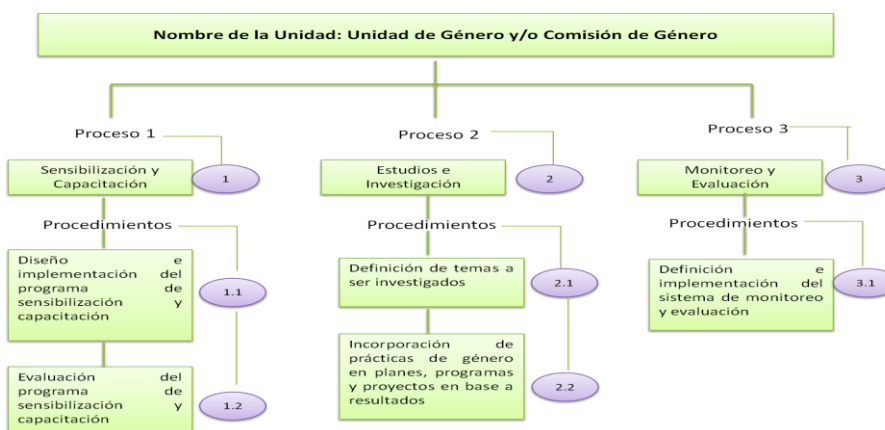 Nombre de la Unidad: Unidad de Género y/o Comisión de Género
Proceso 1
Sensibilización y
Capacitación
1
Procedimientos
Diseño e
implementación del
programa de
sensibilización y
capacitación
1.1
Evaluación del
programa de
sensibilización y
capacitación
1.2
Proceso 2
Estudios e
Investigación
2
Procedimientos
Definición de temas a
ser investigados
2.1
Incorporación de
prácticas de género
en planes, programas
y proyectos en base a
resultados
2.2
Proceso 3
Monitoreo y
Evaluación
3
Procedimientos
Definición e
implementación del
sistema de monitoreo
y evaluación
3.1